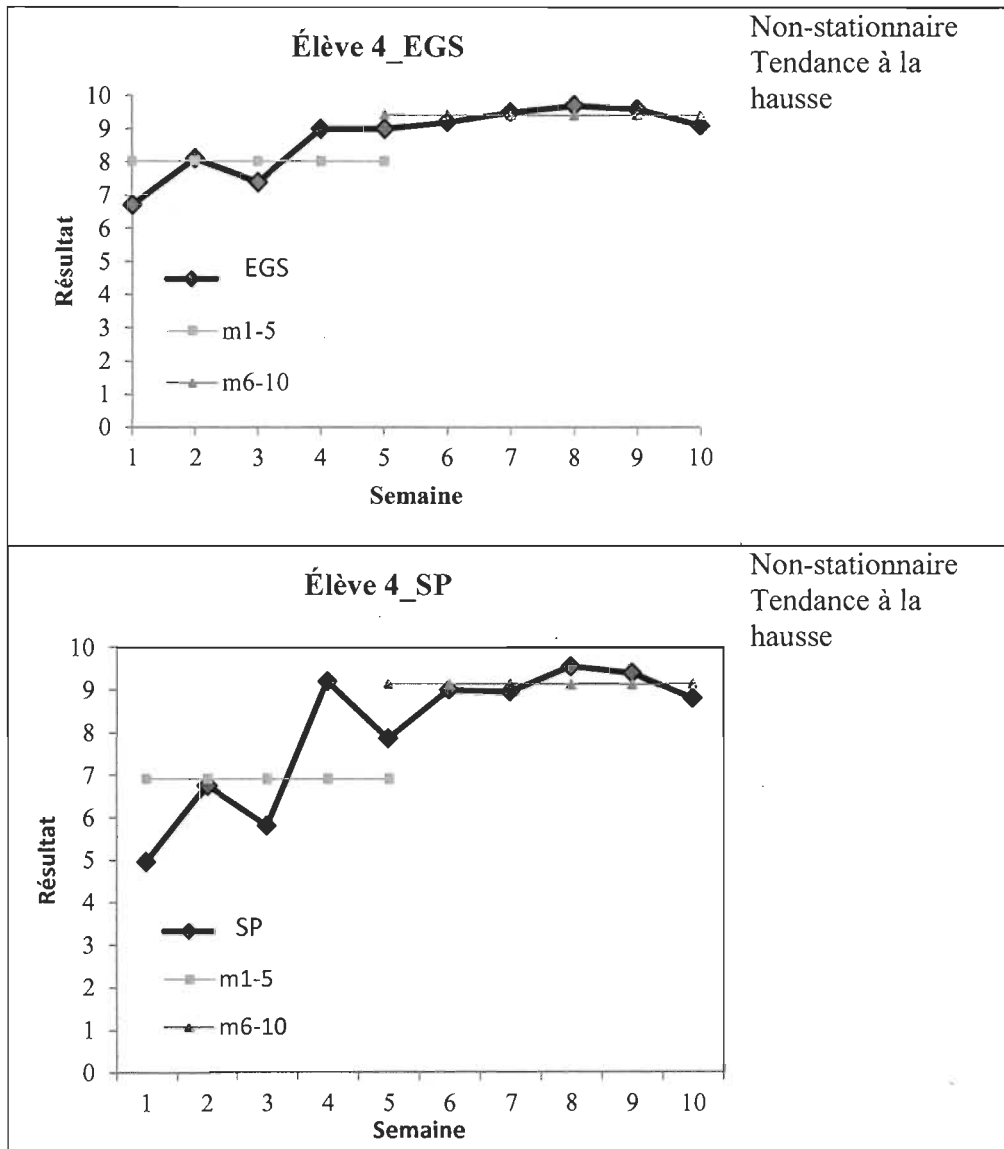 Élève 4_EGS
Non-stationnaire
Tendance à la
hausse
10
9
8
7
6
5
4
3
2
1
0
Résultat
EGS
m1-5
m6-10
1 2 3 4 5 6 7 8 9 10
Semaine
Élève 4_SP
Non-stationnaire
Tendance à la
hausse
10
9
8
7
6
5
4
3
2
1
0
Résultat
SP
m1-5
m6-10
1 2 3 4 5 6 7 8 9 10
Semaine